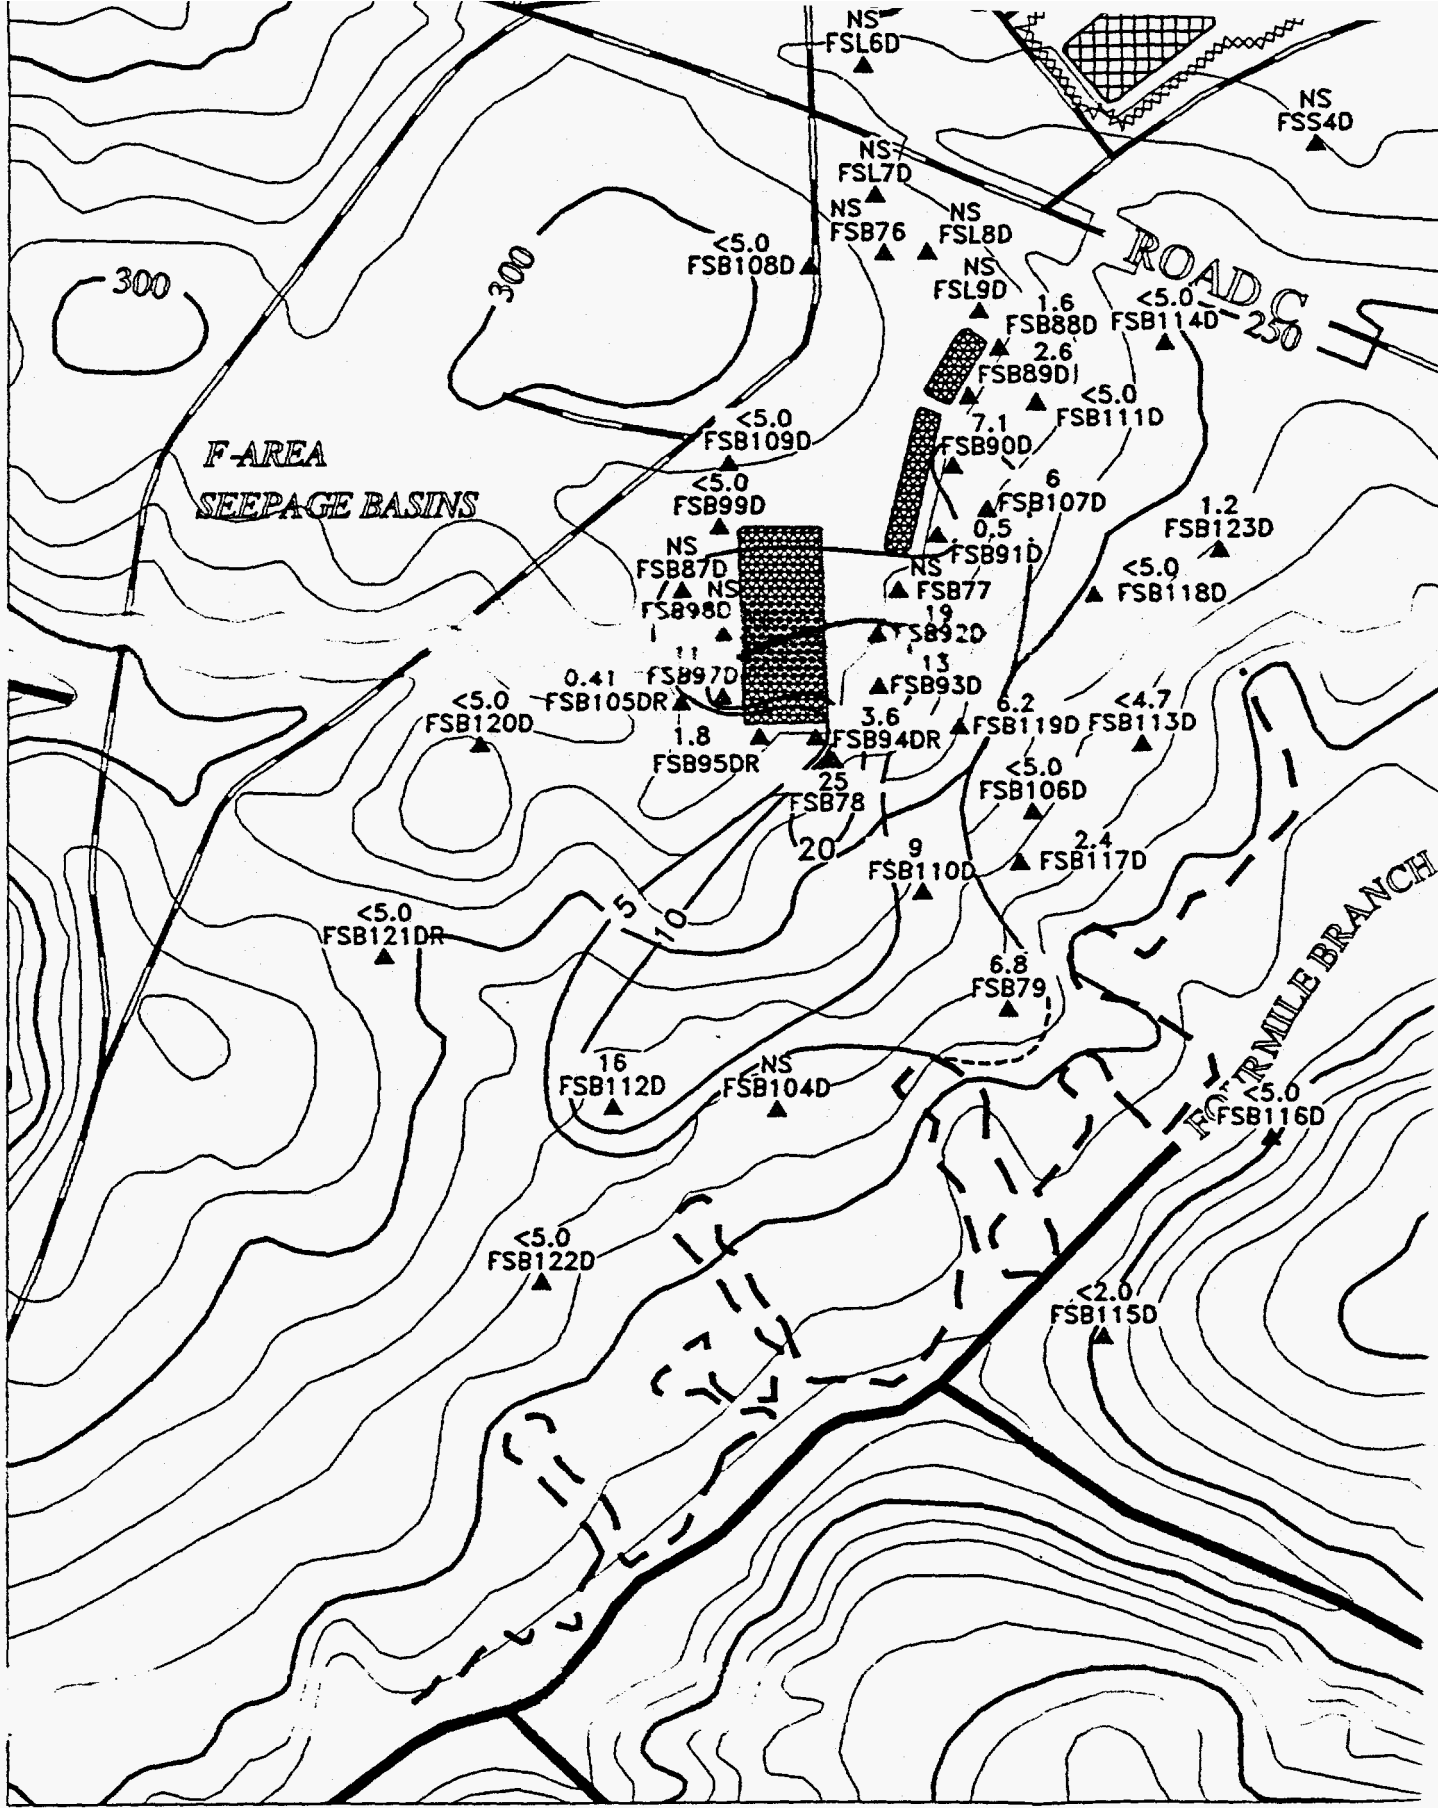 NS
FSL6D
NS
FSS4D
NS
FSL7D
NS
FSB76
NS
FSL8D
<5.0
FSB108D
ROAD C
NS
FSL9D
300
300
1.6
FSB88D
<5.0
FSB114D
250
2.6
FSB89D
<5.0
FSB111D
<5.0
FSB109D
7.1
FSB90D
F-AREA
SEEPAGE BASINS
<5.0
FSB99D
6
FSB107D
1.2
FSB123D
0.5
FSB91D
NS
FSB87D
NS
FSB77
<5.0
FSB118D
NS
FSB98D
19
FSB92D
11
FSB97D
13
FSB93D
0.41
FSB105DR
<5.0
FSB120D
6.2
FSB119D
<4.7
FSB113D
3.6
FSB94DR
1.8
FSB95DR
25
FSB78
<5.0
FSB106D
20
9
FSB110D
2.4
FSB117D
FOURMILE BRANCH
5
10
<5.0
FSB121DR
6.8
FSB79
16
FSB112D
NS
FSB104D
<5.0
FSB116D
<5.0
FSB122D
<2.0
FSB115D